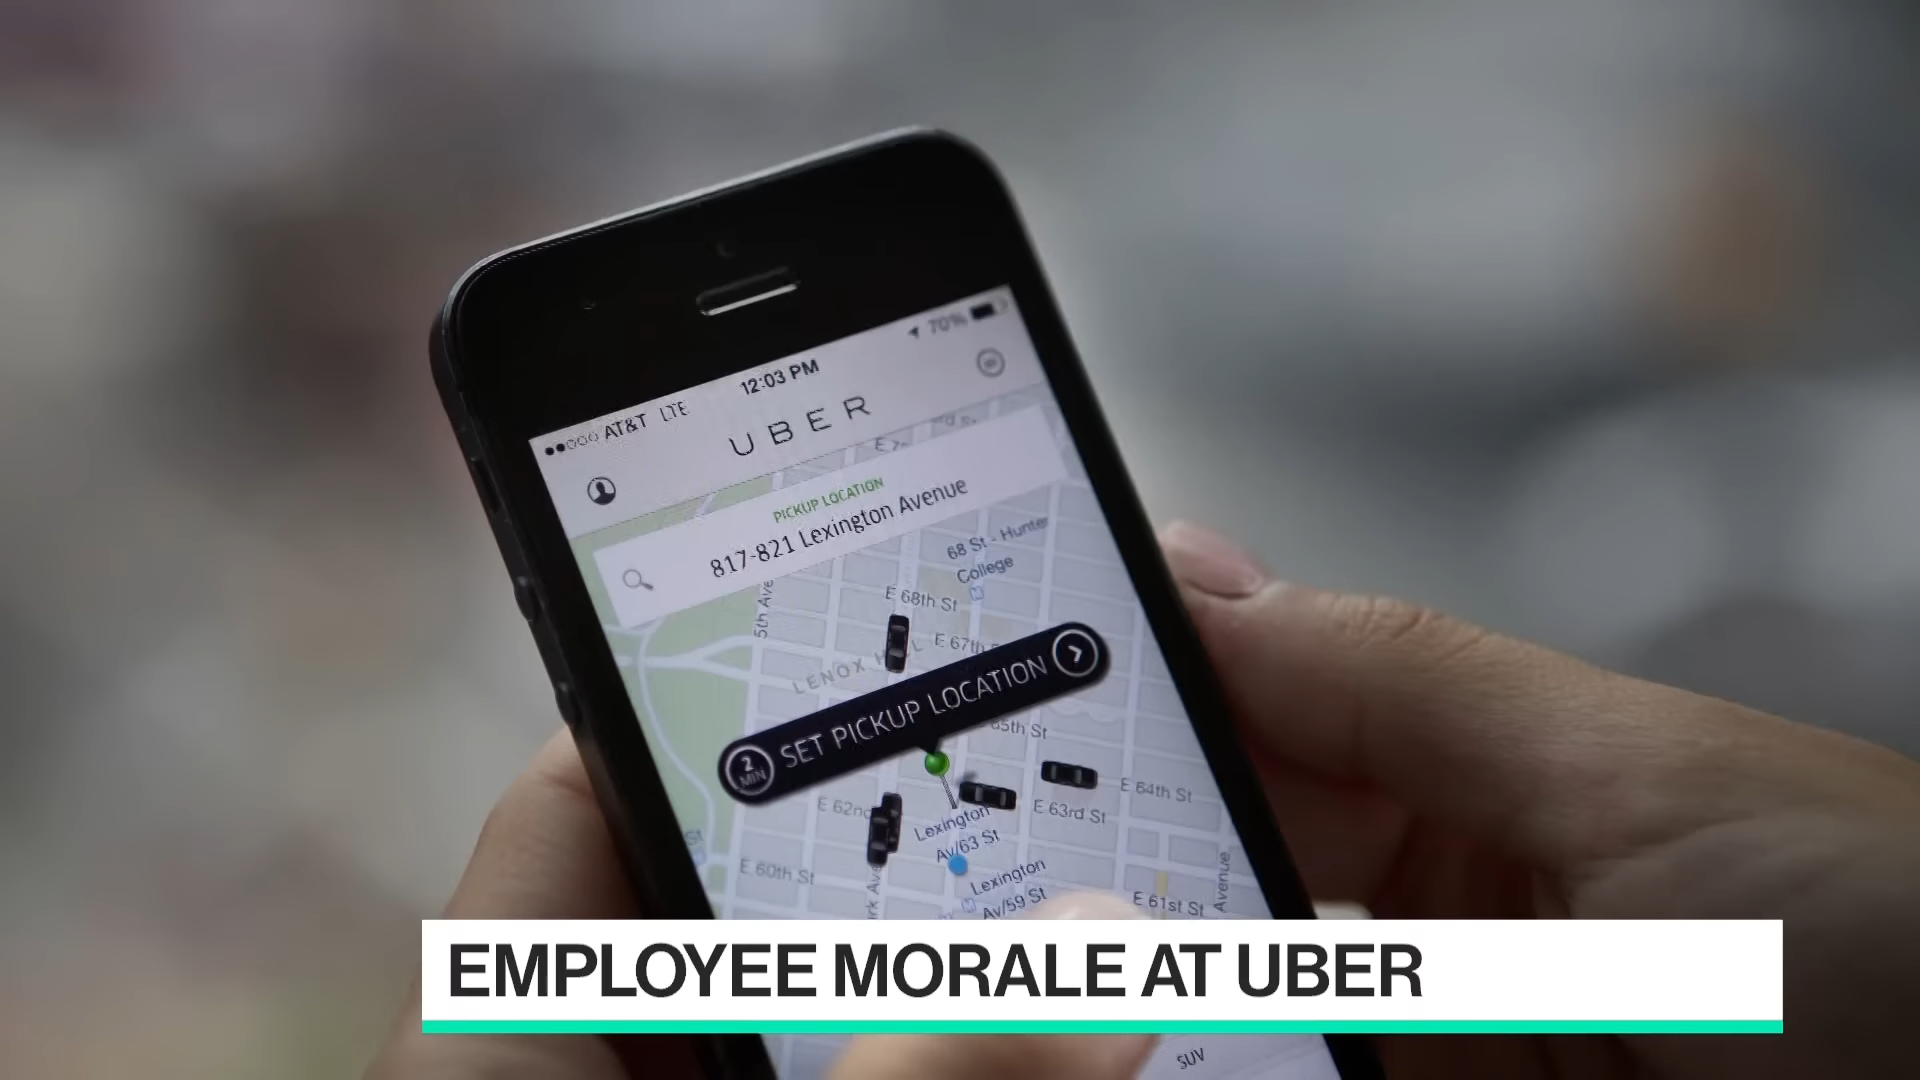 ●●○○○ AT&T LTE 12:03 PM 70%
UBER
PICKUP LOCATION
817-821 Lexington Avenue
68 St - Hunter
College
5th Ave
E 68th St
E 67th
LENOX
2
MIN
SET PICKUP LOCATION
65th St
E 64th St
E 62nd
E 63rd St
Lexington
Av/63 St
St
E 60th St
Lexington
Av/59 St
E 61st St
Avenue
EMPLOYEE MORALE AT UBER
SUV